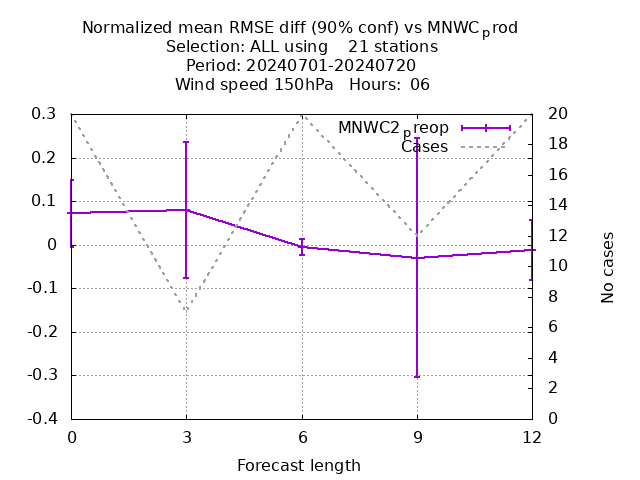 Normalized mean RMSE diff (90% conf) vs MNWCprod
Selection: ALL using    21 stations
Period: 20240701-20240720
Wind speed 150hPa   Hours:  06
MNWC2preop
Cases
0.3
0.2
0.1
0
-0.1
-0.2
-0.3
-0.4
20
18
16
14
12
10
8
6
4
2
0
No cases
0 3 6 9 12
Forecast length